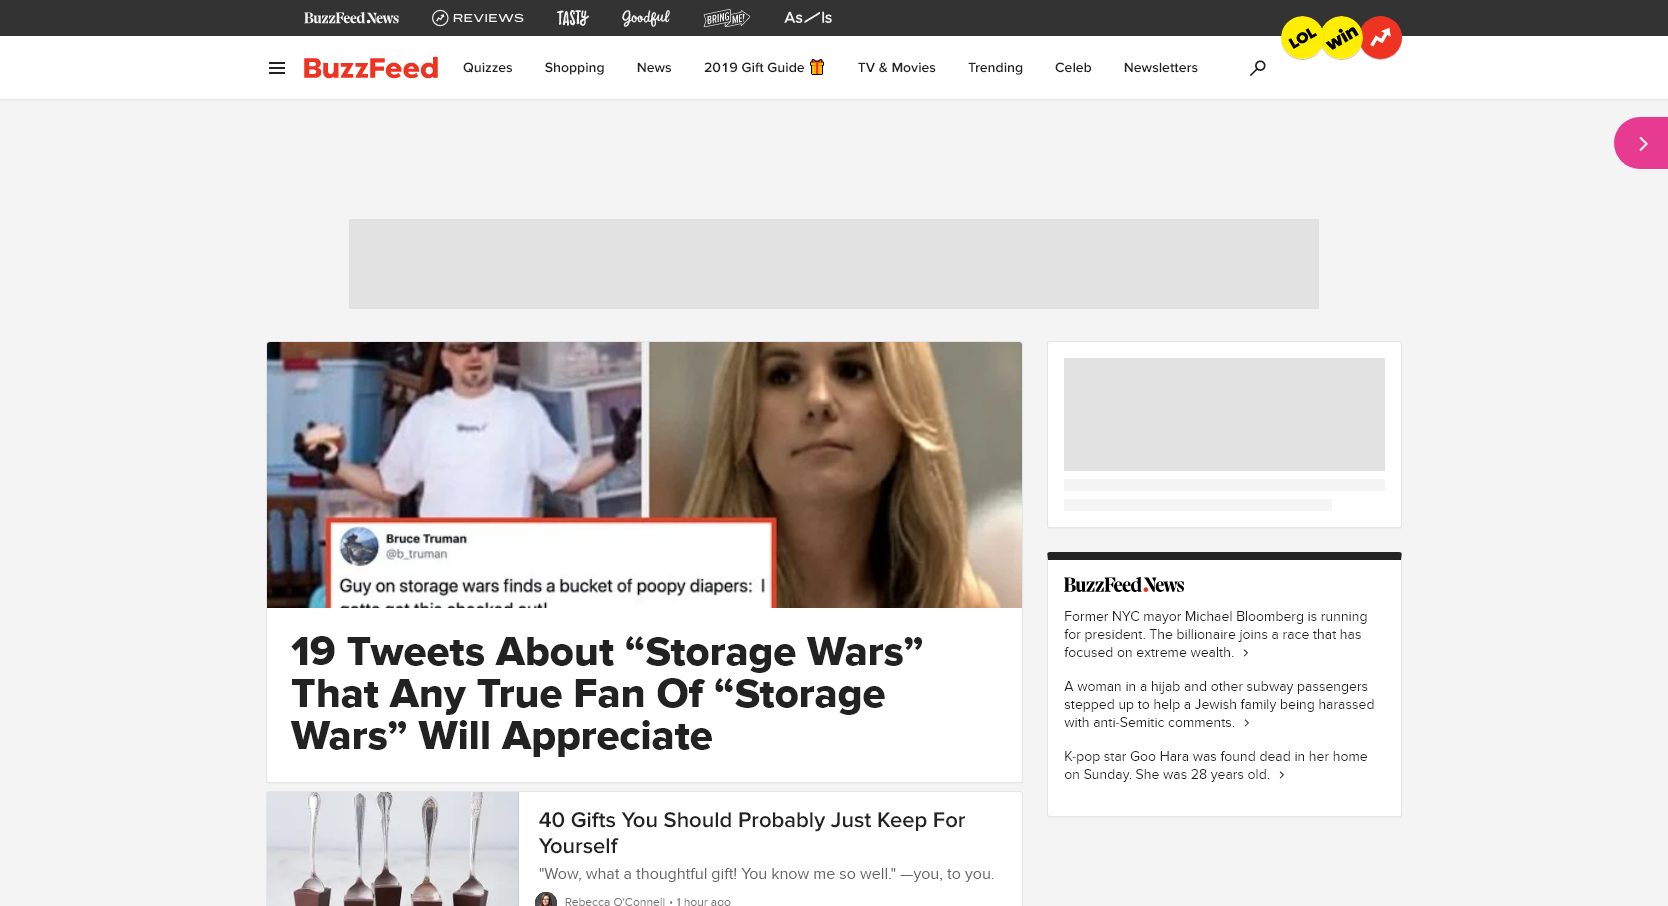 BuzzFeed News
REVIEWS
TASTY
Goodful
BRING ME!
As/Is
BuzzFeed
Quizzes
Shopping
News
2019 Gift Guide
TV & Movies
Trending
Celeb
Newsletters
LOL
win
Bruce Truman
@b_truman
Guy on storage wars finds a bucket of poopy diapers: I
gotta get this checked out!
19 Tweets About “Storage Wars”
That Any True Fan Of “Storage
Wars” Will Appreciate
40 Gifts You Should Probably Just Keep For
Yourself
"Wow, what a thoughtful gift! You know me so well." —you, to you.
Rebecca O'Connell • 1 hour ago
BuzzFeed.News
Former NYC mayor Michael Bloomberg is running
for president. The billionaire joins a race that has
focused on extreme wealth.
A woman in a hijab and other subway passengers
stepped up to help a Jewish family being harassed
with anti-Semitic comments.
K-pop star Goo Hara was found dead in her home
on Sunday. She was 28 years old.